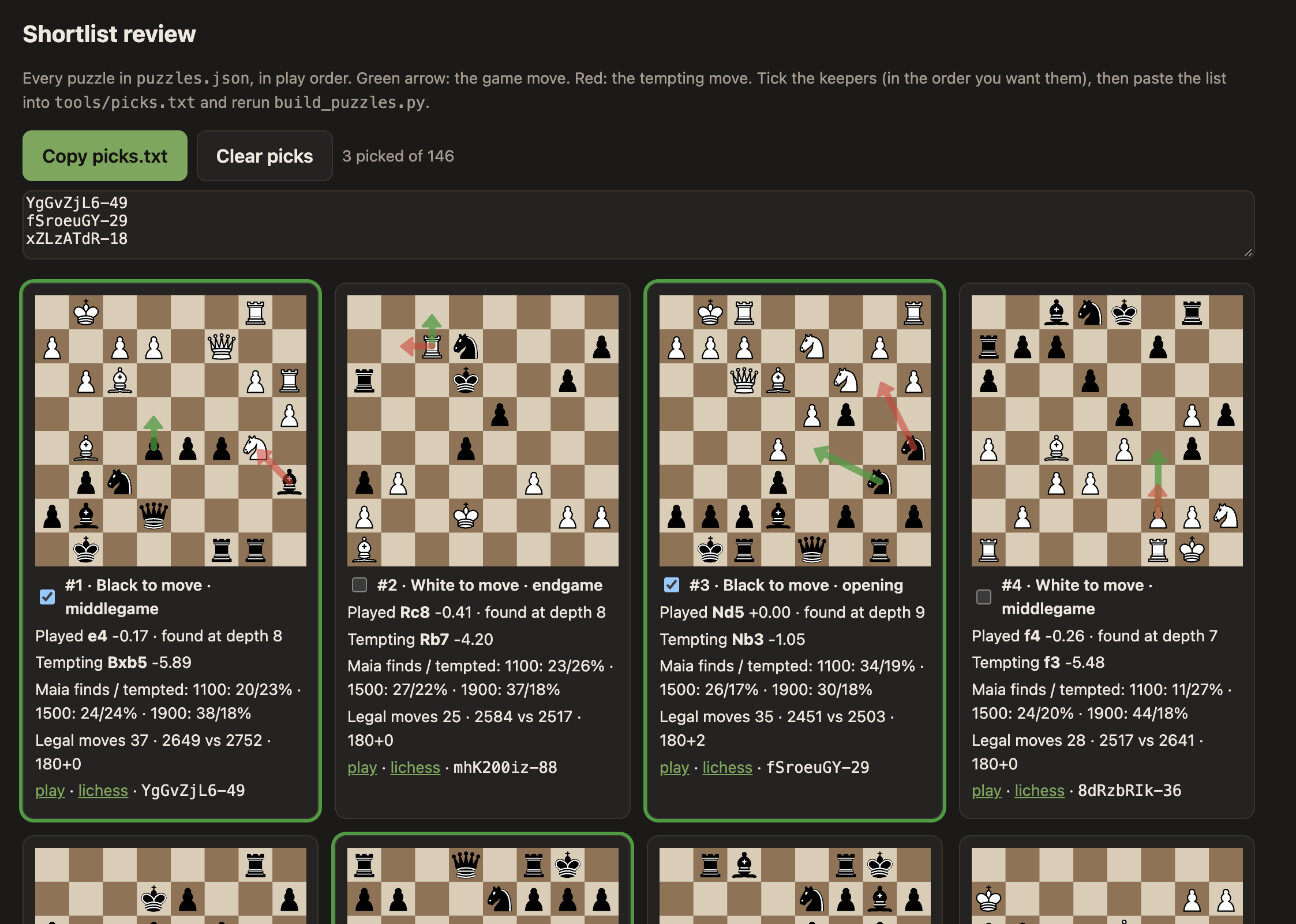 Shortlist review
Every puzzle in puzzles.json, in play order. Green arrow: the game move. Red: the tempting move. Tick the keepers (in the order you want them), then paste the list
into tools/picks.txt and rerun build_puzzles.py.
Copy picks.txt
Clear picks
3 picked of 146
YgGvZjL6-49
fSroeuGY-29
xZLzATdR-18
#1 · Black to move ·
middlegame
Played e4 -0.17 · found at depth 8
Tempting Bxb5 -5.89
Maia finds / tempted: 1100: 20/23% ·
1500: 24/24% · 1900: 38/18%
Legal moves 37 · 2649 vs 2752 ·
180+0
play · lichess · YgGvZjL6-49
#2 · White to move · endgame
Played Rc8 -0.41 · found at depth 8
Tempting Rb7 -4.20
Maia finds / tempted: 1100: 23/26% ·
1500: 27/22% · 1900: 37/18%
Legal moves 25 · 2584 vs 2517 ·
180+0
play · lichess · mhK200iz-88
#3 · Black to move · opening
Played Nd5 +0.00 · found at depth 9
Tempting Nb3 -1.05
Maia finds / tempted: 1100: 34/19% ·
1500: 26/17% · 1900: 30/18%
Legal moves 35 · 2451 vs 2503 ·
180+2
play · lichess · fSroeuGY-29
#4 · White to move ·
middlegame
Played f4 -0.26 · found at depth 7
Tempting f3 -5.48
Maia finds / tempted: 1100: 11/27% ·
1500: 24/20% · 1900: 44/18%
Legal moves 28 · 2517 vs 2641 ·
180+0
play · lichess · 8dRzbRIk-36